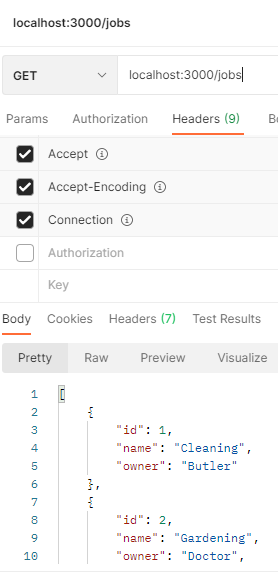 localhost:3000/jobs
GET localhost:3000/jobs
Params Authorization Headers (9)
Accept
Accept-Encoding
Connection
Authorization
Key
Body Cookies Headers (7) Test Results
Pretty Raw Preview Visualize
1 [
2 {
3 "id": 1,
4 "name": "Cleaning",
5 "owner": "Butler"
6 },
7 {
8 "id": 2,
9 "name": "Gardening",
10 "owner": "Doctor",